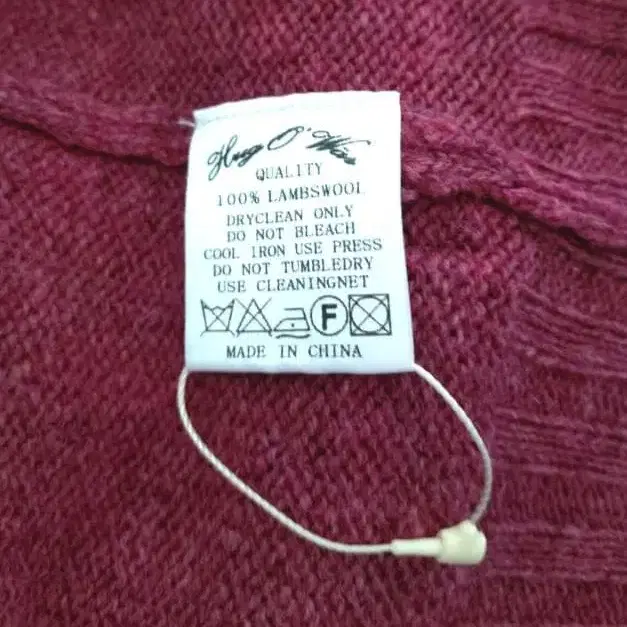 Hug O' War
QUALITY
100% LAMBSWOOL
DRYCLEAN ONLY
DO NOT BLEACH
COOL IRON USE PRESS
DO NOT TUMBLEDRY
USE CLEANINGNET
F
MADE IN CHINA